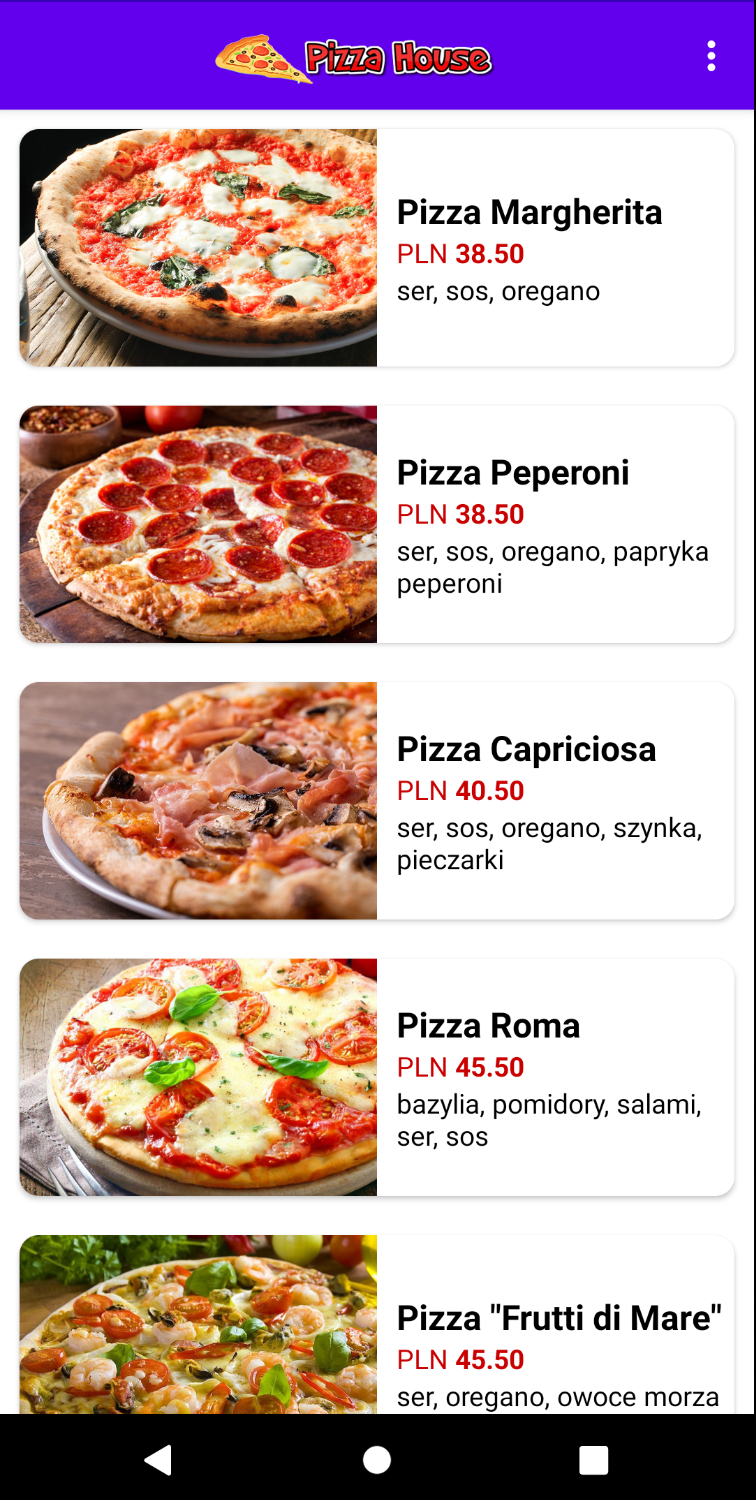 Pizza House
Pizza Margherita
PLN 38.50
ser, sos, oregano
Pizza Peperoni
PLN 38.50
ser, sos, oregano, papryka
peperoni
Pizza Capriciosa
PLN 40.50
ser, sos, oregano, szynka,
pieczarki
Pizza Roma
PLN 45.50
bazylia, pomidory, salami,
ser, sos
Pizza "Frutti di Mare"
PLN 45.50
ser, oregano, owoce morza